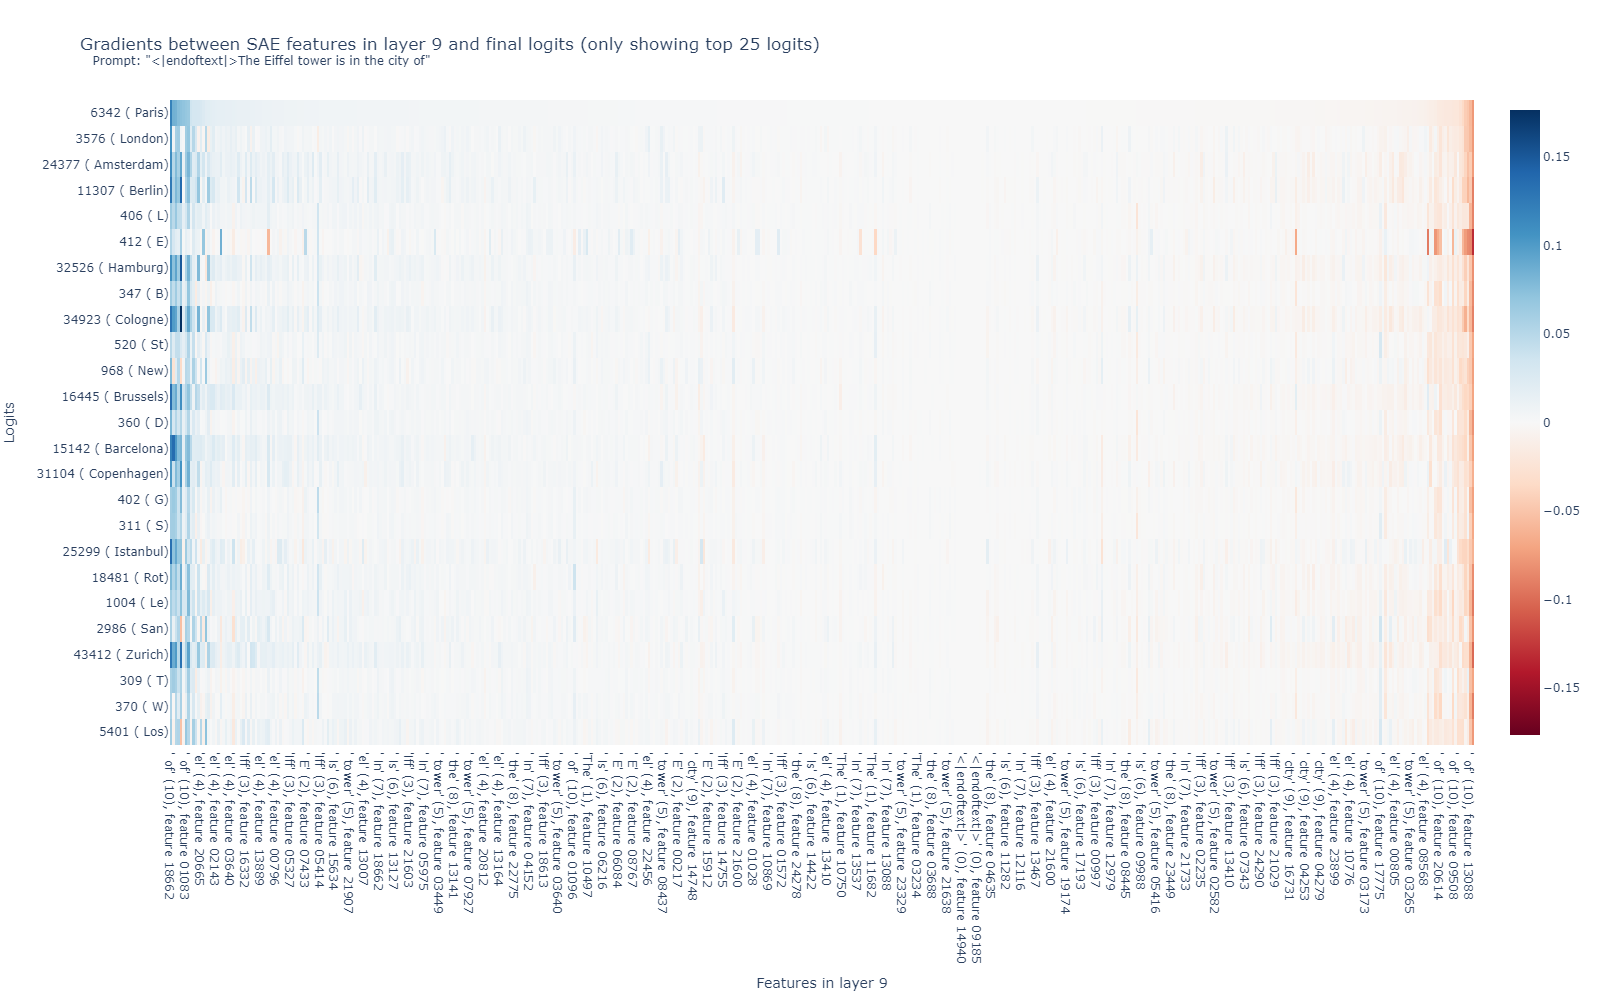 Gradients between SAE features in layer 9 and final logits (only showing top 25 logits)
Prompt: "<|endoftext|>The Eiffel tower is in the city of"
6342 ( Paris)
3576 ( London)
24377 ( Amsterdam)
11307 ( Berlin)
406 ( L)
412 ( E)
32526 ( Hamburg)
347 ( B)
34923 ( Cologne)
520 ( St)
968 ( New)
16445 ( Brussels)
360 ( D)
15142 ( Barcelona)
31104 ( Copenhagen)
402 ( G)
311 ( S)
25299 ( Istanbul)
18481 ( Rot)
1004 ( Le)
2986 ( San)
43412 ( Zurich)
309 ( T)
370 ( W)
5401 ( Los)
Logits
0.15
0.1
0.05
0
−0.05
−0.1
−0.15
' of' (10), feature 18662
' of' (10), feature 01083
'el' (4), feature 20665
'el' (4), feature 02143
'el' (4), feature 03640
'iff' (3), feature 16332
'el' (4), feature 13889
'el' (4), feature 00796
'iff' (3), feature 05327
' E' (2), feature 07433
'iff' (3), feature 05414
' is' (6), feature 15634
' tower' (5), feature 21907
'el' (4), feature 13007
' in' (7), feature 18662
' is' (6), feature 13127
'iff' (3), feature 21603
' in' (7), feature 05975
' tower' (5), feature 03449
' the' (8), feature 13141
' tower' (5), feature 07927
'el' (4), feature 20812
'el' (4), feature 13164
' the' (8), feature 22775
' in' (7), feature 04152
'iff' (3), feature 18613
' tower' (5), feature 03640
' of' (10), feature 01096
'The' (1), feature 10497
' is' (6), feature 06216
' E' (2), feature 06084
' E' (2), feature 08767
'el' (4), feature 22456
' tower' (5), feature 08437
' E' (2), feature 00217
' city' (9), feature 14748
' E' (2), feature 15912
'iff' (3), feature 14755
' E' (2), feature 21600
'el' (4), feature 01028
' in' (7), feature 10869
'iff' (3), feature 01572
' the' (8), feature 24278
' is' (6), feature 14422
'el' (4), feature 13410
'The' (1), feature 10750
' in' (7), feature 13537
'The' (1), feature 11682
' in' (7), feature 13088
' tower' (5), feature 23329
'The' (1), feature 03234
' the' (8), feature 03688
' tower' (5), feature 21638
'<|endoftext|>' (0), feature 14940
'<|endoftext|>' (0), feature 09185
' the' (8), feature 04635
' is' (6), feature 11282
' in' (7), feature 12116
'iff' (3), feature 13467
'el' (4), feature 21600
' tower' (5), feature 19174
' is' (6), feature 17193
'iff' (3), feature 00997
' in' (7), feature 12979
' the' (8), feature 08445
' is' (6), feature 09988
' tower' (5), feature 05416
' the' (8), feature 23449
' in' (7), feature 21733
'iff' (3), feature 02235
' tower' (5), feature 02582
'iff' (3), feature 13410
' is' (6), feature 07343
'iff' (3), feature 24290
'iff' (3), feature 21029
' city' (9), feature 16731
' city' (9), feature 04253
' city' (9), feature 04279
'el' (4), feature 23899
'el' (4), feature 10776
' tower' (5), feature 03173
' of' (10), feature 17775
'el' (4), feature 00805
' tower' (5), feature 03265
'el' (4), feature 08568
' of' (10), feature 20614
' of' (10), feature 09508
' of' (10), feature 13088
Features in layer 9